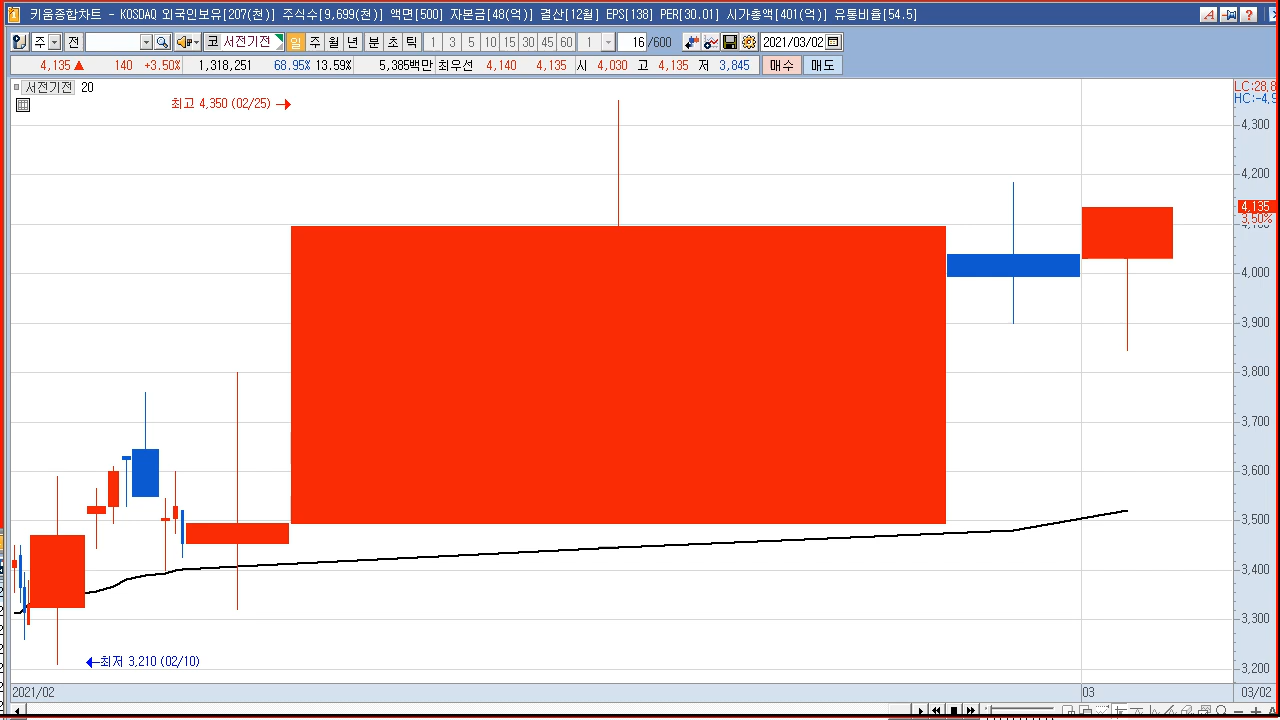 키움종합차트 - KOSDAQ 외국인보유[207(천)] 주식수[9,699(천)] 액면[500] 자본금[48(억)] 결산[12월] EPS[138] PER[30.01] 시가총액[401(억)] 유통비율[54.5]
주 전 코 서전기전 일 주 월 년 분 초 틱 1 3 5 10 15 30 45 60 1 16 /600 2021/03/02
4,135 ▲ 140 +3.50% 1,318,251 68.95% 13.59% 5,385백만 최우선 4,140 4,135 시 4,030 고 4,135 저 3,845 매수 매도
서전기전 20
LC:28,8
HC:-4,9
최고 4,350 (02/25) →
4,300
4,200
4,135
3,50%
4,100
4,000
3,900
3,800
3,700
3,600
3,500
3,400
3,300
←최저 3,210 (02/10)
3,200
2021/02 03 03/02